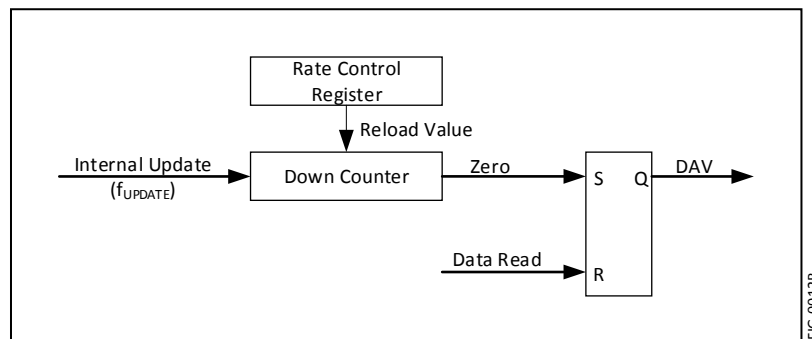 Rate Control
Register
Reload Value
Internal Update
(fUPDATE)
Down Counter
Zero
S
Q
DAV
Data Read
R